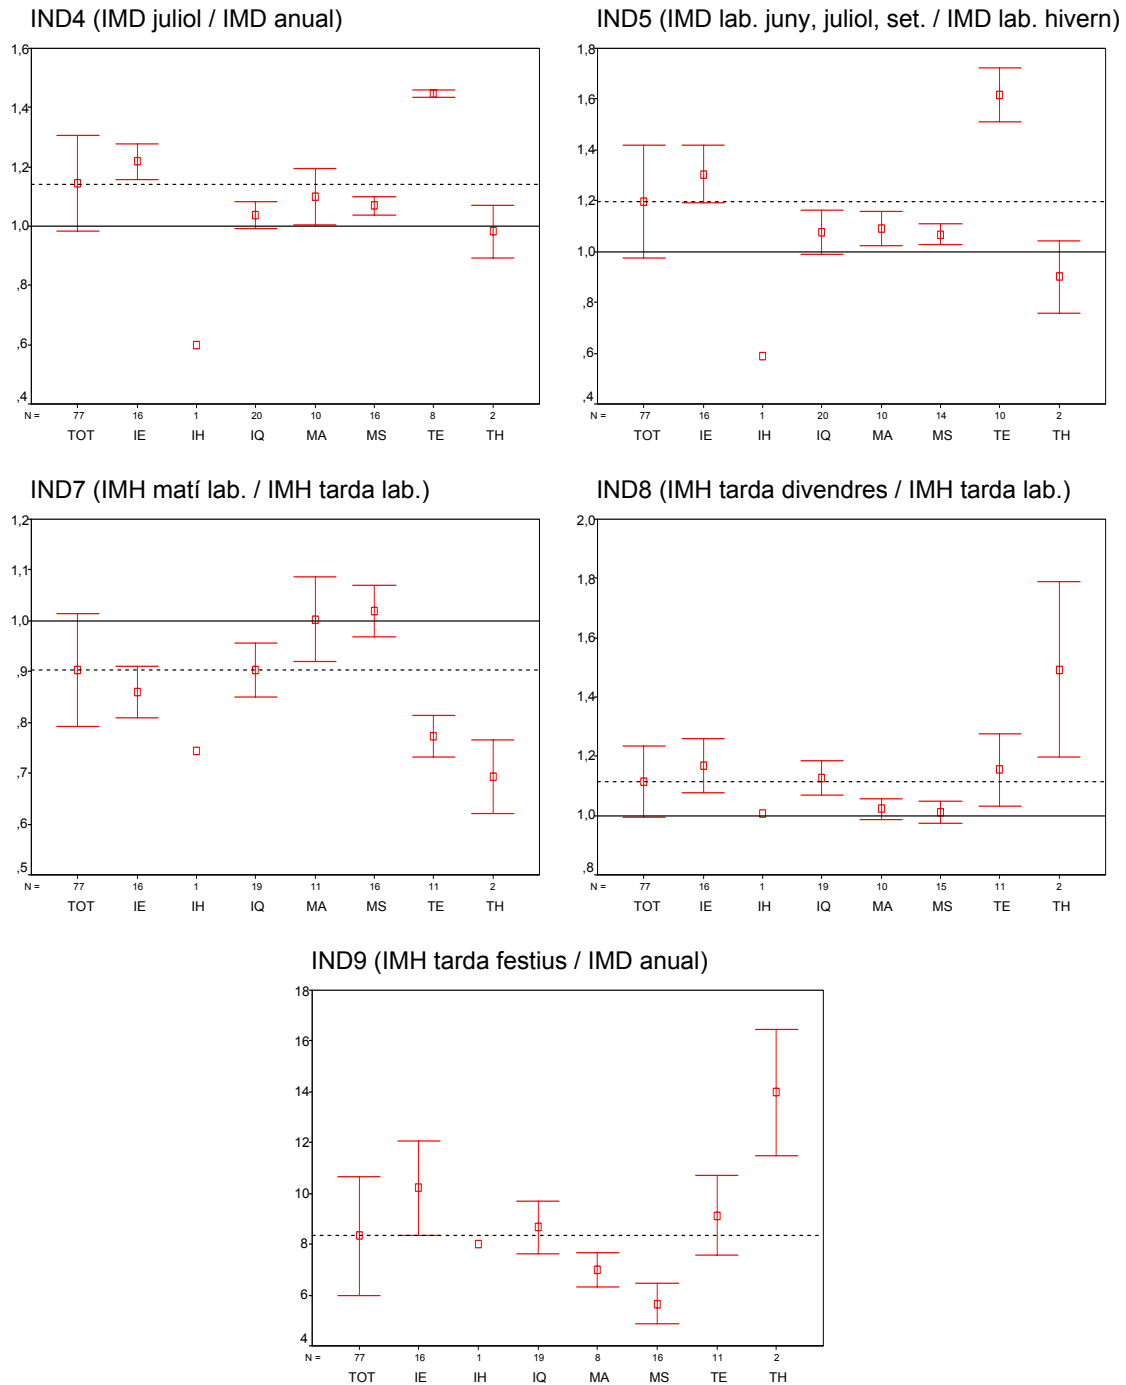 IND4 (IMD juliol / IMD anual)
1,6
1,4
1,2
1,0
,8
,6
,4
N = 77 16 1 20 10 16 8 2
TOT IE IH IQ MA MS TE TH
IND5 (IMD lab. juny, juliol, set. / IMD lab. hivern)
1,8
1,6
1,4
1,2
1,0
,8
,6
,4
N = 77 16 1 20 10 14 10 2
TOT IE IH IQ MA MS TE TH
IND7 (IMH matí lab. / IMH tarda lab.)
1,2
1,1
1,0
,9
,8
,7
,6
,5
N = 77 16 1 19 11 16 11 2
TOT IE IH IQ MA MS TE TH
IND8 (IMH tarda divendres / IMH tarda lab.)
2,0
1,8
1,6
1,4
1,2
1,0
,8
N = 77 16 1 19 10 15 11 2
TOT IE IH IQ MA MS TE TH
IND9 (IMH tarda festius / IMD anual)
18
16
14
12
10
8
6
4
N = 77 16 1 19 8 16 11 2
TOT IE IH IQ MA MS TE TH